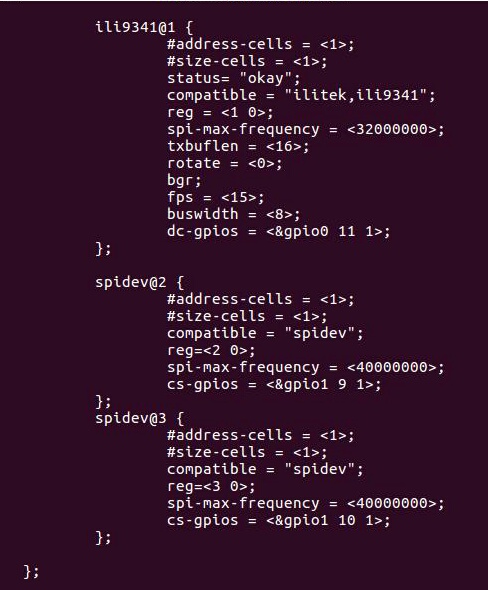 ili9341@1 {
#address-cells = <1>;
#size-cells = <1>;
status= "okay";
compatible = "ilitek,ili9341";
reg = <1 0>;
spi-max-frequency = <32000000>;
txbuflen = <16>;
rotate = <0>;
bgr;
fps = <15>;
buswidth = <8>;
dc-gpios = <&gpio0 11 1>;
};
spidev@2 {
#address-cells = <1>;
#size-cells = <1>;
compatible = "spidev";
reg=<2 0>;
spi-max-frequency = <40000000>;
cs-gpios = <&gpio1 9 1>;
};
spidev@3 {
#address-cells = <1>;
#size-cells = <1>;
compatible = "spidev";
reg=<3 0>;
spi-max-frequency = <40000000>;
cs-gpios = <&gpio1 10 1>;
};
};